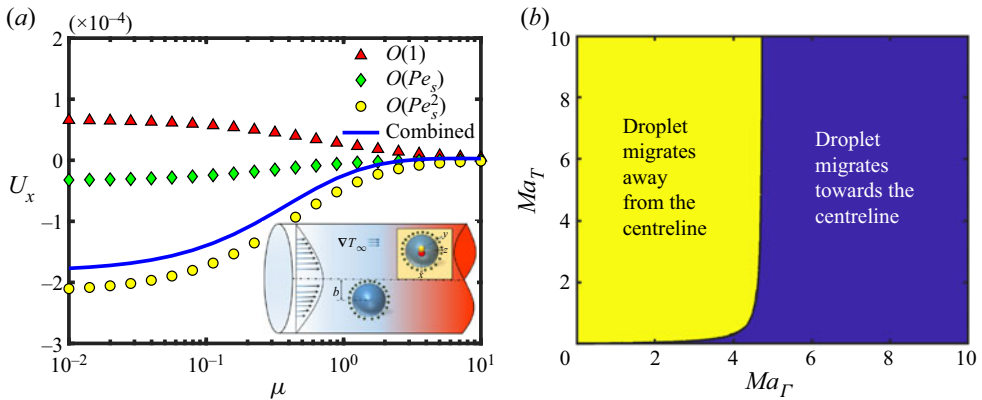 (a)
(×10⁻⁴)
2
1
0
−1
−2
−3
U_x
O(1)
O(Pe_s)
O(Pe_s²)
Combined
∇T_∞
b
y
x
10⁻²
10⁻¹
10⁰
10¹
μ
(b)
10
8
6
4
2
0
Ma_T
Droplet
migrates
away
from the
centreline
Droplet
migrates
towards the
centreline
2
4
6
8
10
Ma_Γ